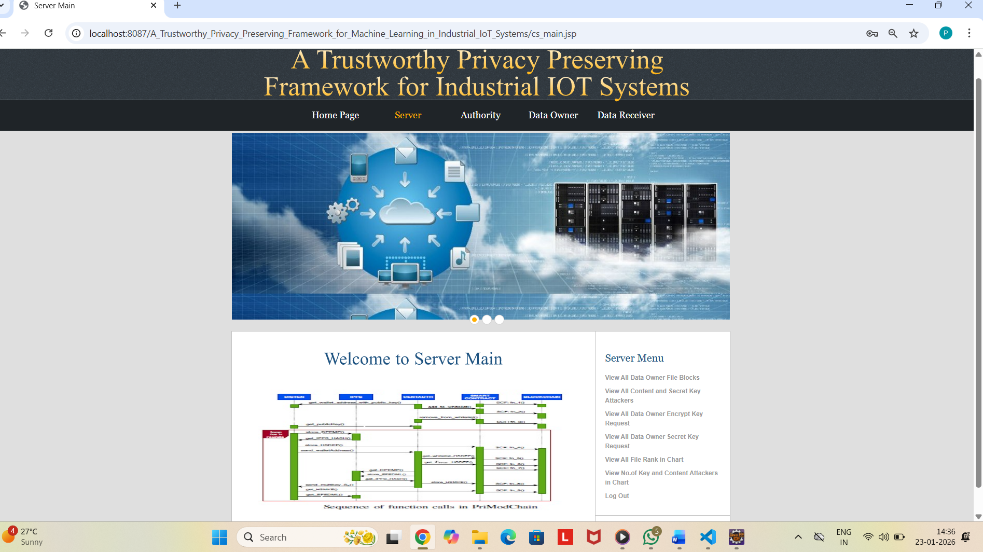 Server Main
localhost:8087/A_Trustworthy_Privacy_Preserving_Framework_for_Machine_Learning_in_Industrial_IoT_Systems/cs_main.jsp
P
A Trustworthy Privacy Preserving
Framework for Industrial IOT Systems
Home Page
Server
Authority
Data Owner
Data Receiver
Welcome to Server Main
Sequence of function calls in PriModChain
Server Menu
View All Data Owner File Blocks
View All Content and Secret Key
Attackers
View All Data Owner Encrypt Key
Request
View All Data Owner Secret Key
Request
View All File Rank in Chart
View No.of Key and Content Attackers
in Chart
Log Out
4
27°C
Sunny
Search
ENG
IN
14:36
23-01-2026